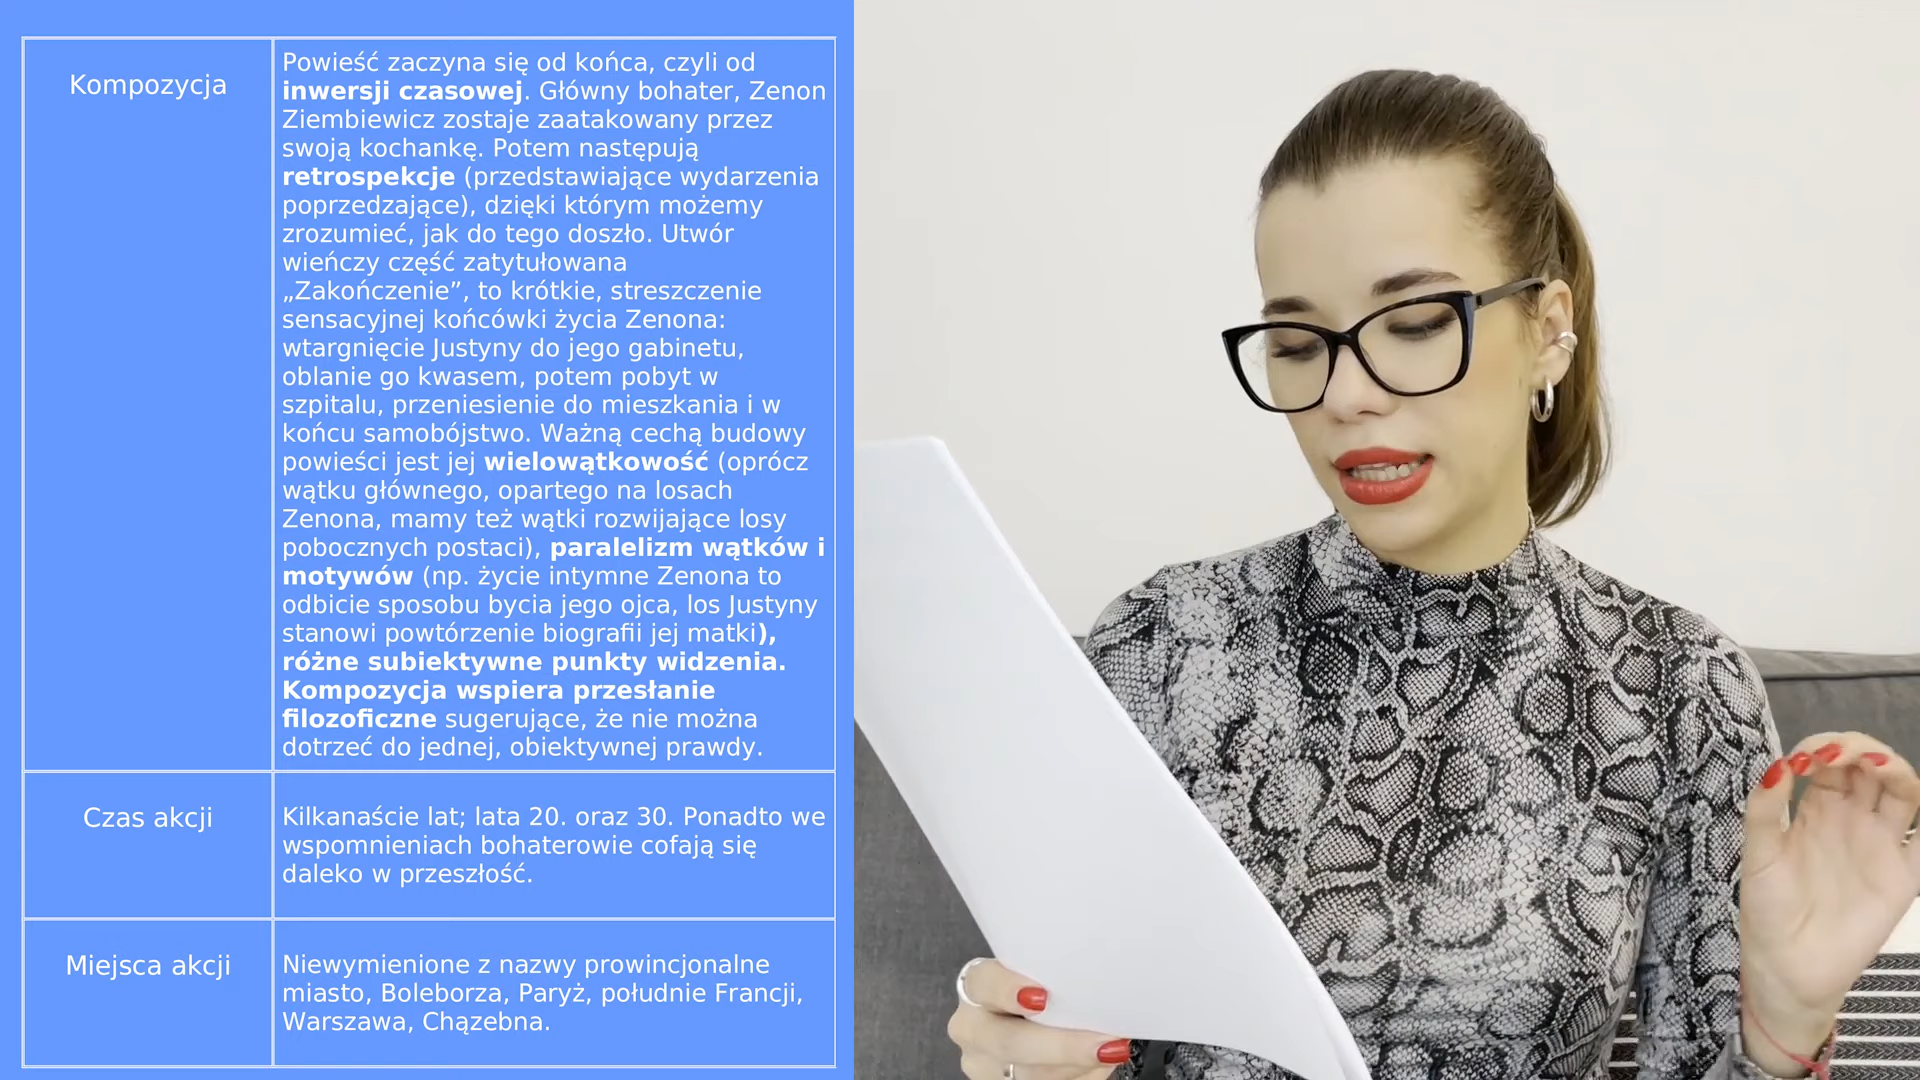 Kompozycja
Powieść zaczyna się od końca, czyli od
inwersji czasowej. Główny bohater, Zenon
Ziembiewicz zostaje zaatakowany przez
swoją kochankę. Potem następują
retrospekcje (przedstawiające wydarzenia
poprzedzające), dzięki którym możemy
zrozumieć, jak do tego doszło. Utwór
wieńczy część zatytułowana
„Zakończenie”, to krótkie, streszczenie
sensacyjnej końcówki życia Zenona:
wtargnięcie Justyny do jego gabinetu,
oblanie go kwasem, potem pobyt w
szpitalu, przeniesienie do mieszkania i w
końcu samobójstwo. Ważną cechą budowy
powieści jest jej wielowątkowość (oprócz
wątku głównego, opartego na losach
Zenona, mamy też wątki rozwijające losy
pobocznych postaci), paralelizm wątków i
motywów (np. życie intymne Zenona to
odbicie sposobu bycia jego ojca, los Justyny
stanowi powtórzenie biografii jej matki),
różne subiektywne punkty widzenia.
Kompozycja wspiera przesłanie
filozoficzne sugerujące, że nie można
dotrzeć do jednej, obiektywnej prawdy.
Czas akcji
Kilkanaście lat; lata 20. oraz 30. Ponadto we
wspomnieniach bohaterowie cofają się
daleko w przeszłość.
Miejsca akcji
Niewymienione z nazwy prowincjonalne
miasto, Boleborza, Paryż, południe Francji,
Warszawa, Chązebna.